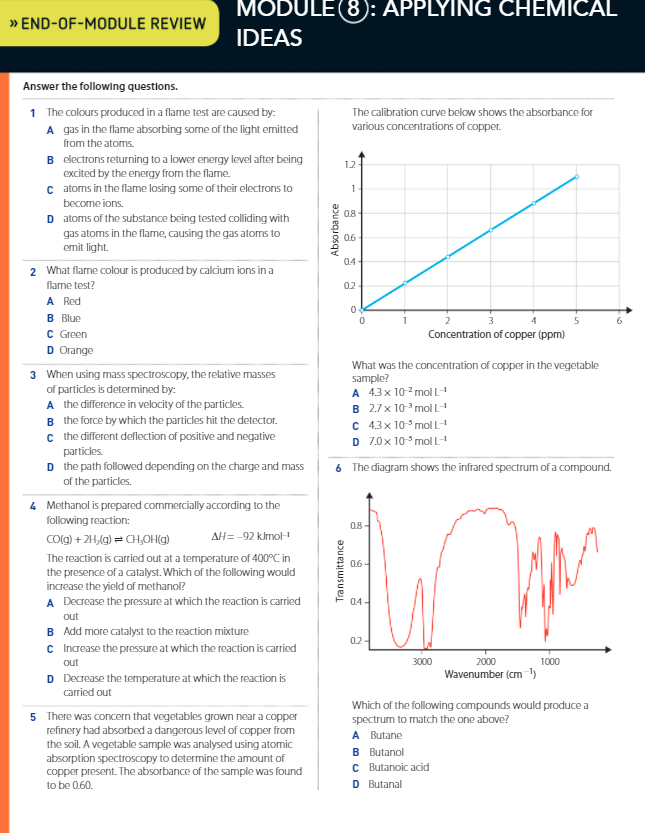 » END-OF-MODULE REVIEW
MODULE (8): APPLYING CHEMICAL
IDEAS
Answer the following questions.
1 The colours produced in a flame test are caused by:
A gas in the flame absorbing some of the light emitted
from the atoms.
B electrons returning to a lower energy level after being
excited by the energy from the flame.
C atoms in the flame losing some of their electrons to
become ions.
D atoms of the substance being tested colliding with
gas atoms in the flame, causing the gas atoms to
emit light.
2 What flame colour is produced by calcium ions in a
flame test?
A Red
B Blue
C Green
D Orange
3 When using mass spectroscopy, the relative masses
of particles is determined by:
A the difference in velocity of the particles.
B the force by which the particles hit the detector.
C the different deflection of positive and negative
particles.
D the path followed depending on the charge and mass
of the particles.
4 Methanol is prepared commercially according to the
following reaction:
CO(g) + 2H₂(g) ⇌ CH₃OH(g) ΔH = −92 kJmol⁻¹
The reaction is carried out at a temperature of 400°C in
the presence of a catalyst. Which of the following would
increase the yield of methanol?
A Decrease the pressure at which the reaction is carried
out
B Add more catalyst to the reaction mixture
C Increase the pressure at which the reaction is carried
out
D Decrease the temperature at which the reaction is
carried out
5 There was concern that vegetables grown near a copper
refinery had absorbed a dangerous level of copper from
the soil. A vegetable sample was analysed using atomic
absorption spectroscopy to determine the amount of
copper present. The absorbance of the sample was found
to be 0.60.
The calibration curve below shows the absorbance for
various concentrations of copper.
1.2
1
0.8
0.6
0.4
0.2
0
Absorbance
0 1 2 3 4 5 6
Concentration of copper (ppm)
What was the concentration of copper in the vegetable
sample?
A 4.3 × 10⁻² mol L⁻¹
B 2.7 × 10⁻³ mol L⁻¹
C 4.3 × 10⁻⁵ mol L⁻¹
D 7.0 × 10⁻⁵ mol L⁻¹
6 The diagram shows the infrared spectrum of a compound.
0.8
0.6
0.4
0.2
Transmittance
3000 2000 1000
Wavenumber (cm⁻¹)
Which of the following compounds would produce a
spectrum to match the one above?
A Butane
B Butanol
C Butanoic acid
D Butanal